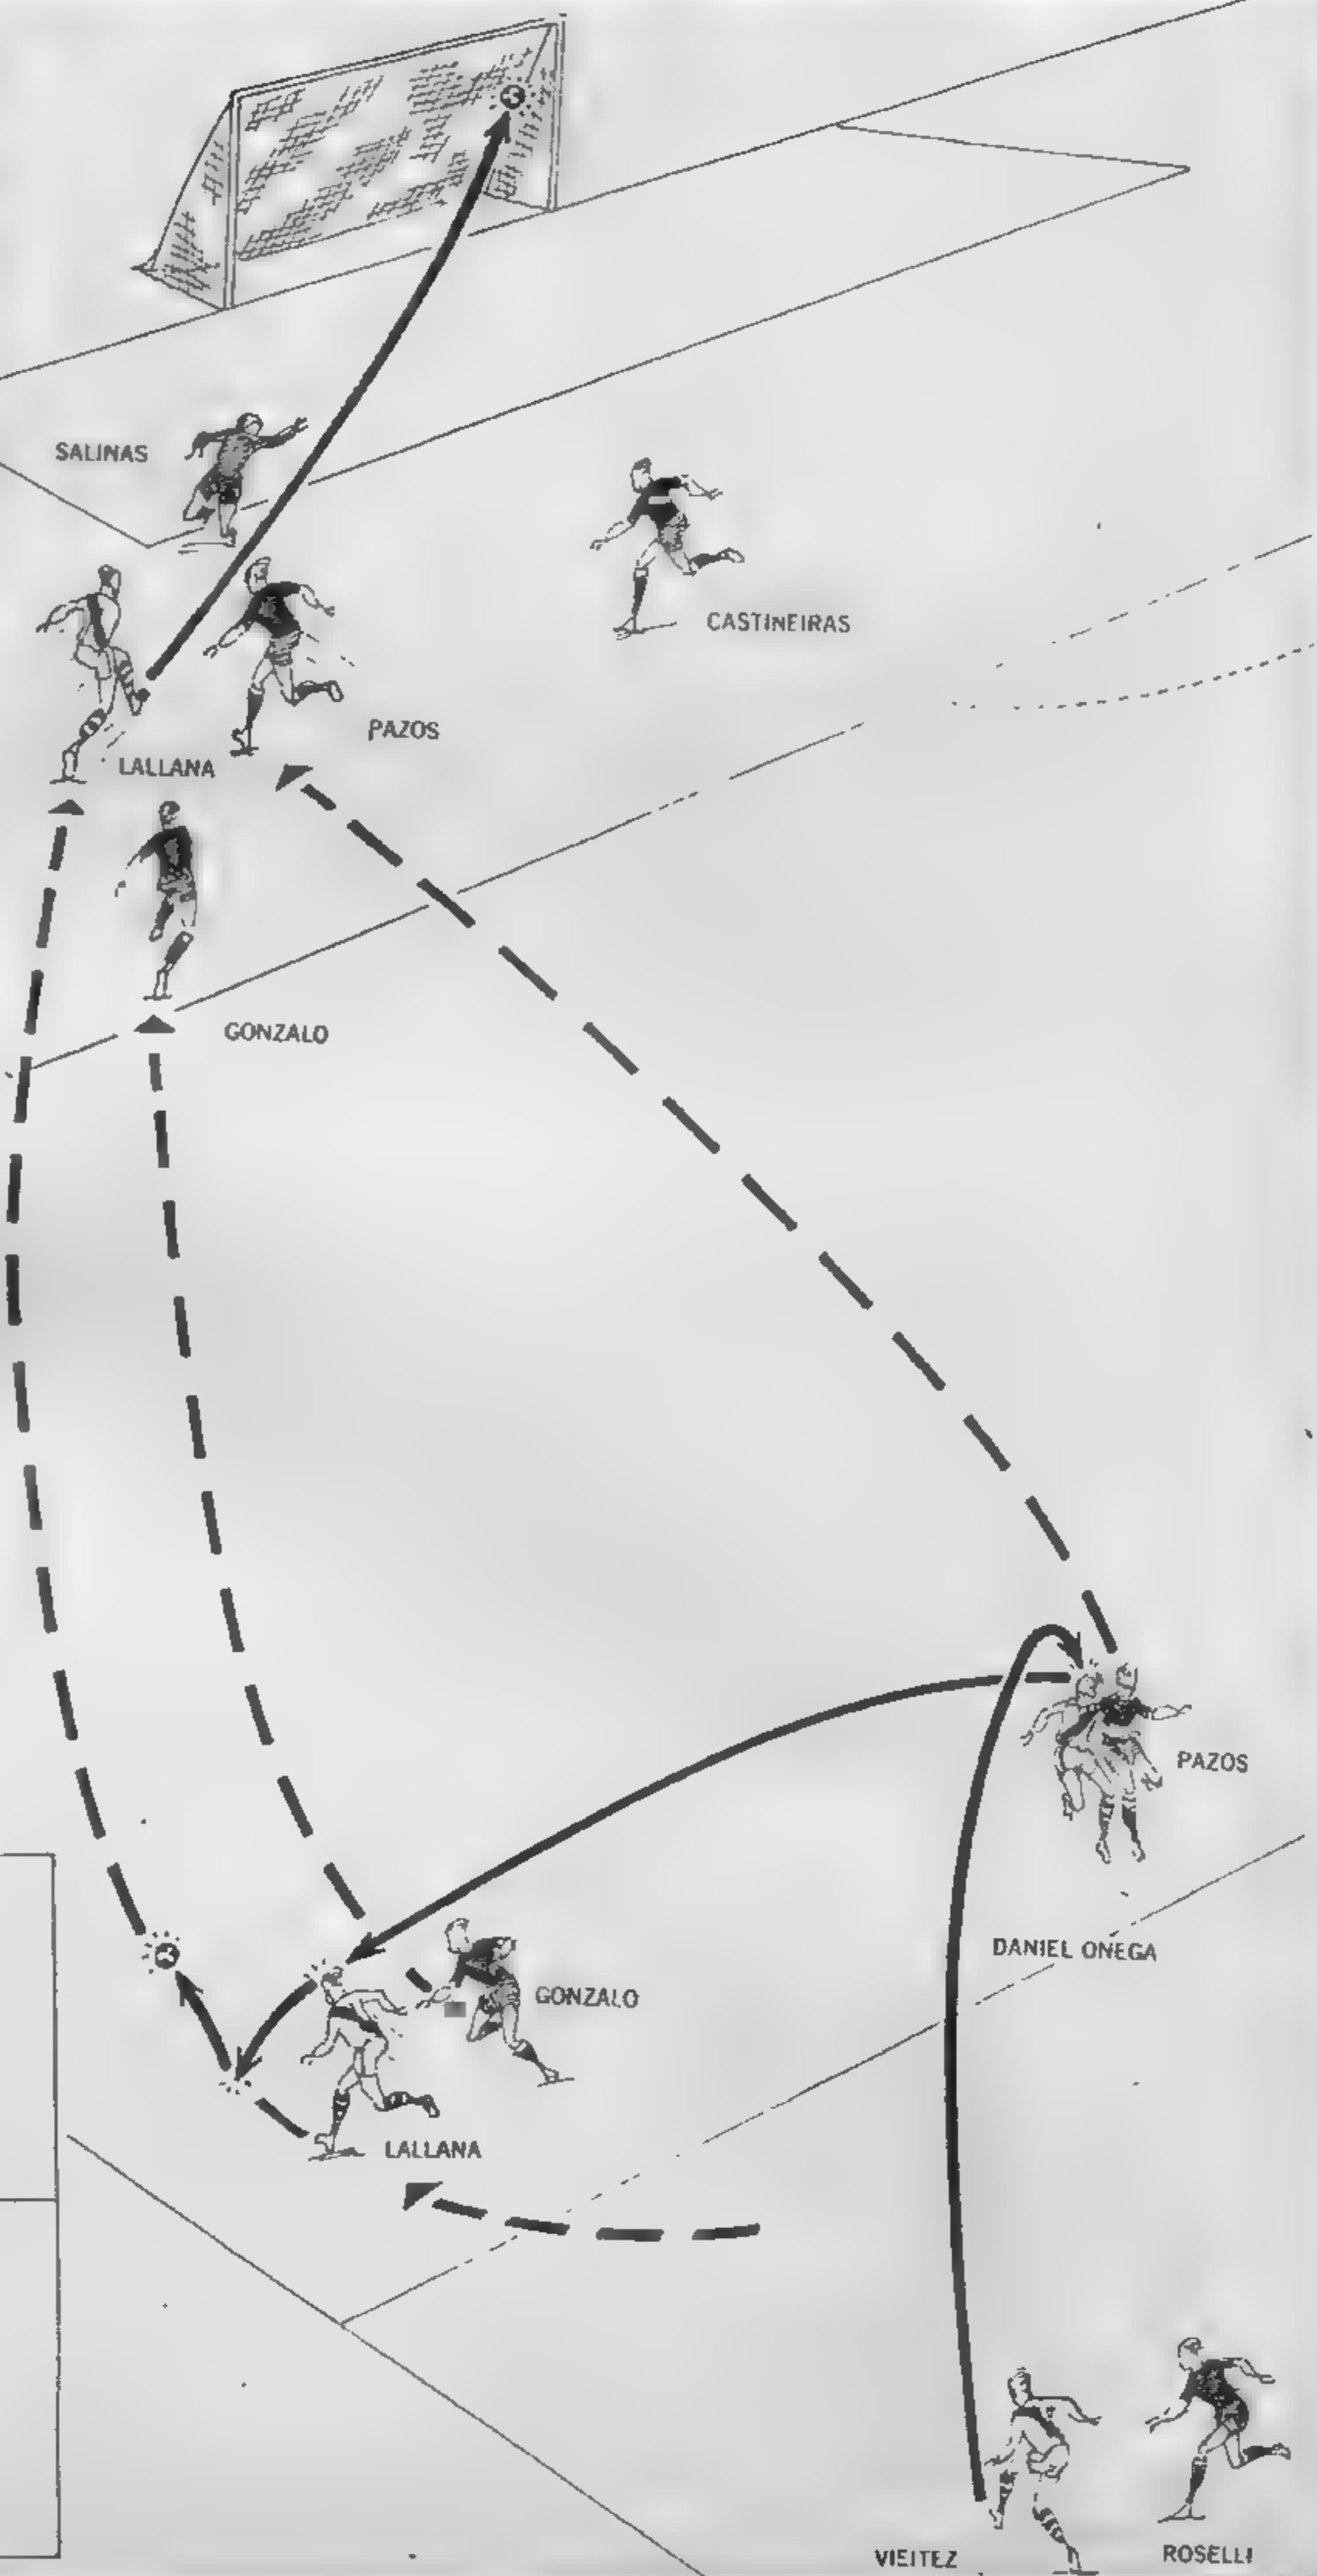 SALINAS
CASTINEIRAS
PAZOS
LALLANA
GONZALO
PAZOS
DANIEL ONEGA
GONZALO
LALLANA
VIEITEZ
ROSELLI